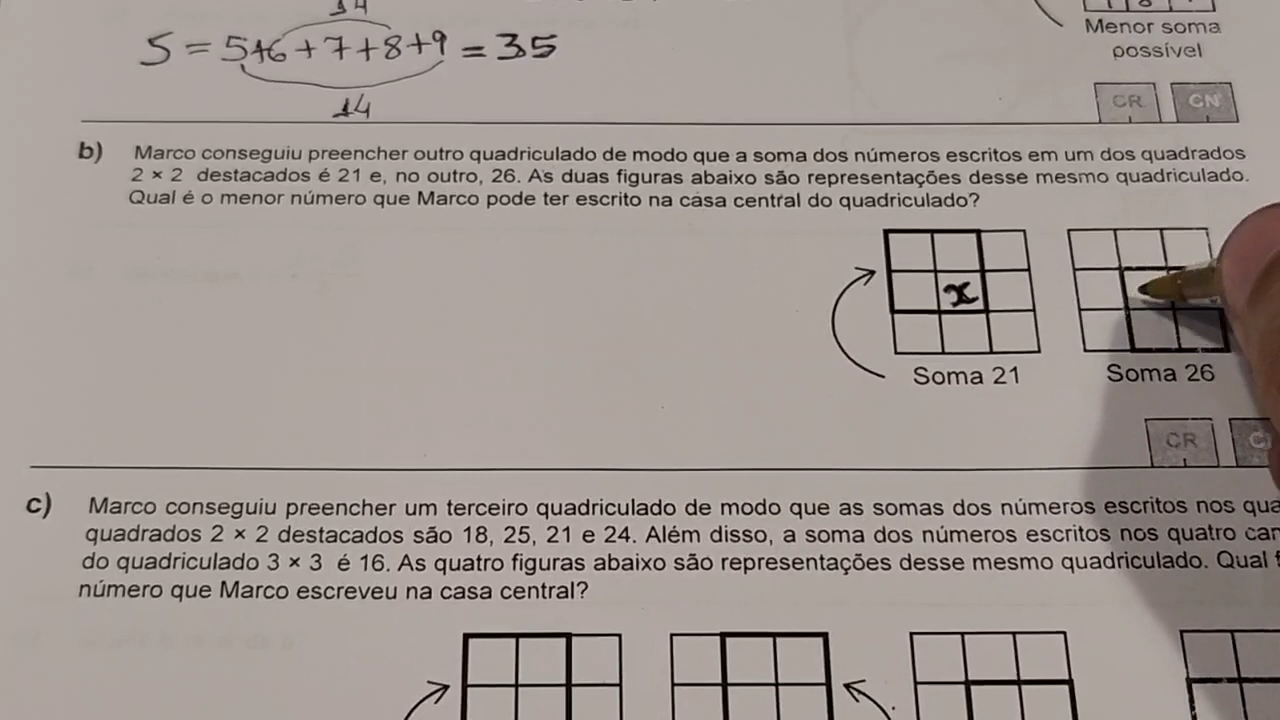 14
S = 5+6+7+8+9 = 35
14
Menor soma
possível
CR CN
b) Marco conseguiu preencher outro quadriculado de modo que a soma dos números escritos em um dos quadrados
2 × 2 destacados é 21 e, no outro, 26. As duas figuras abaixo são representações desse mesmo quadriculado.
Qual é o menor número que Marco pode ter escrito na casa central do quadriculado?
x
Soma 21 Soma 26
CR
c) Marco conseguiu preencher um terceiro quadriculado de modo que as somas dos números escritos nos qua
quadrados 2 × 2 destacados são 18, 25, 21 e 24. Além disso, a soma dos números escritos nos quatro can
do quadriculado 3 × 3 é 16. As quatro figuras abaixo são representações desse mesmo quadriculado. Qual f
número que Marco escreveu na casa central?